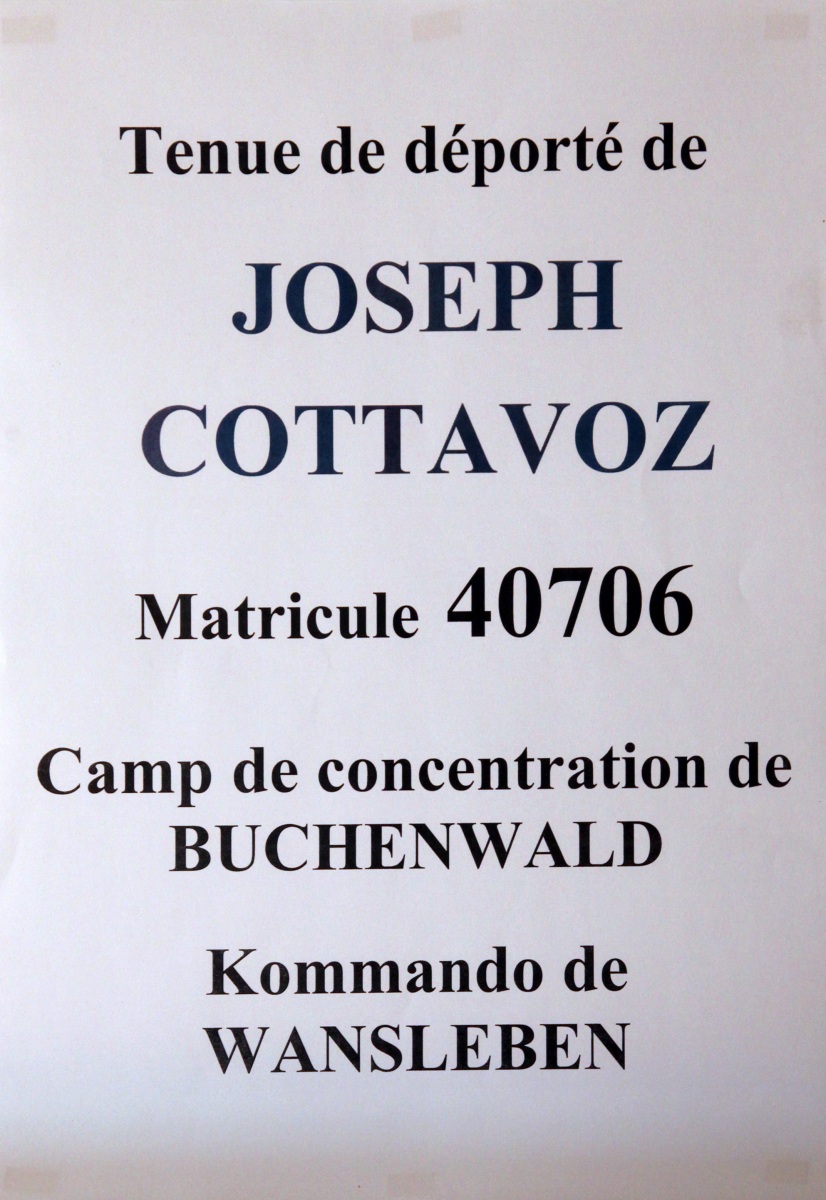 Tenue de déporté de
JOSEPH
COTTAVOZ
Matricule 40706
Camp de concentration de
BUCHENWALD
Kommando de
WANSLEBEN